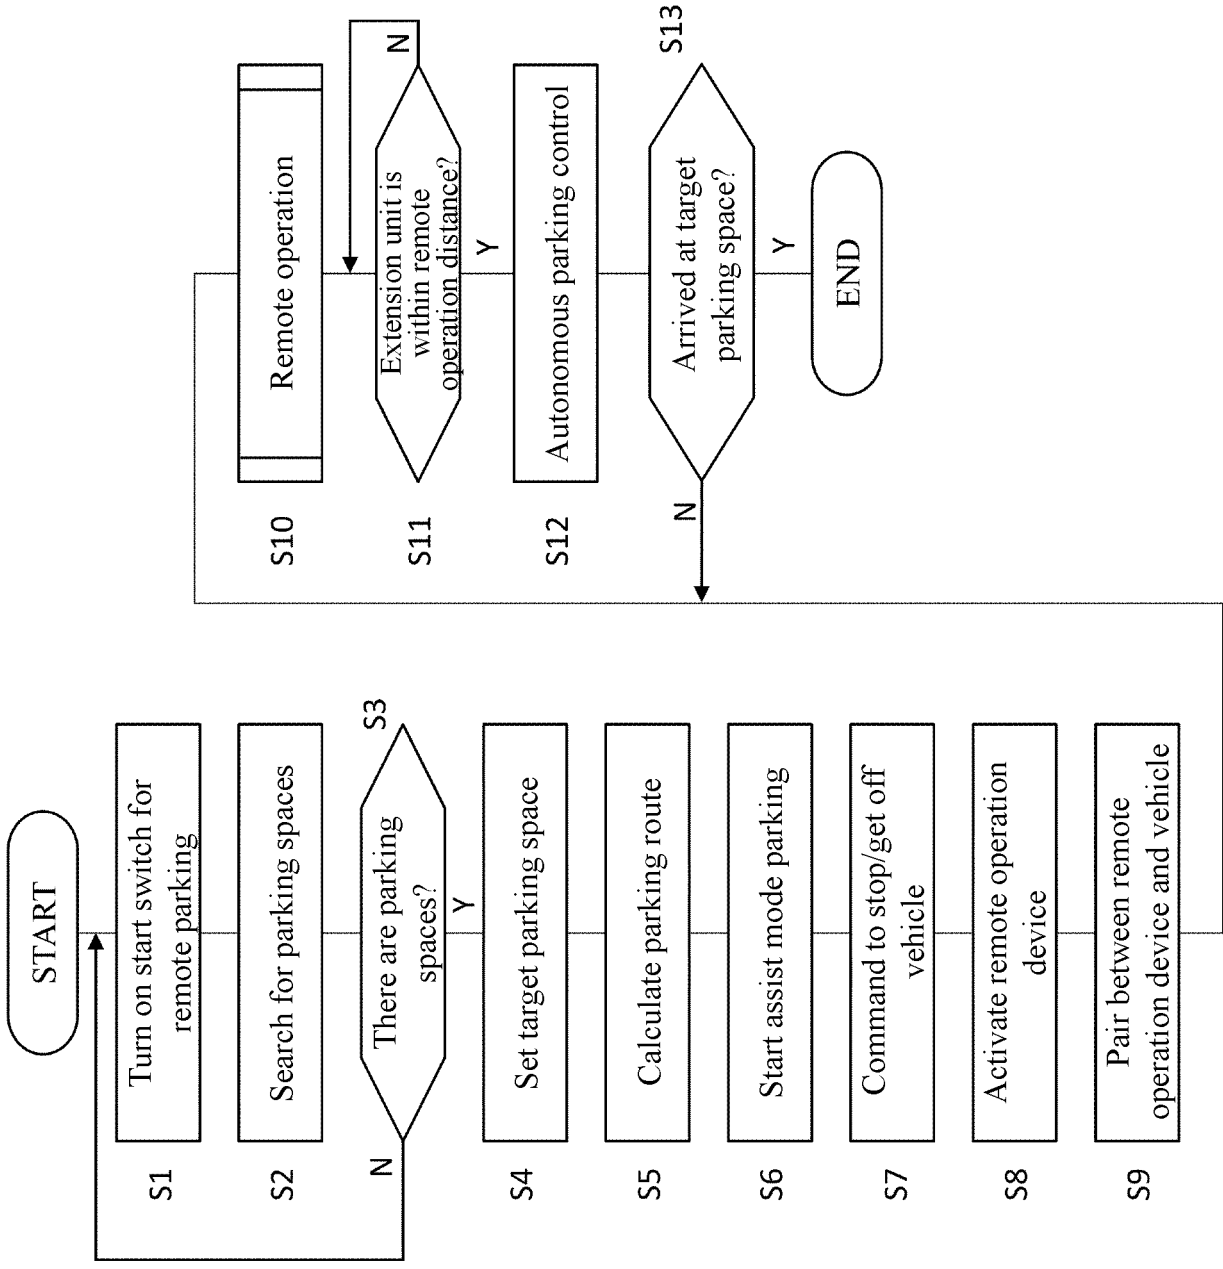 START
S1
Turn on start switch for
remote parking
S2
Search for parking spaces
S3
There are parking
spaces?
N
Y
S4
Set target parking space
S5
Calculate parking route
S6
Start assist mode parking
S7
Command to stop/get off
vehicle
S8
Activate remote operation
device
S9
Pair between remote
operation device and vehicle
S10
Remote operation
S11
Extension unit is
within remote
operation distance?
N
Y
S12
Autonomous parking control
S13
Arrived at target
parking space?
N
Y
END